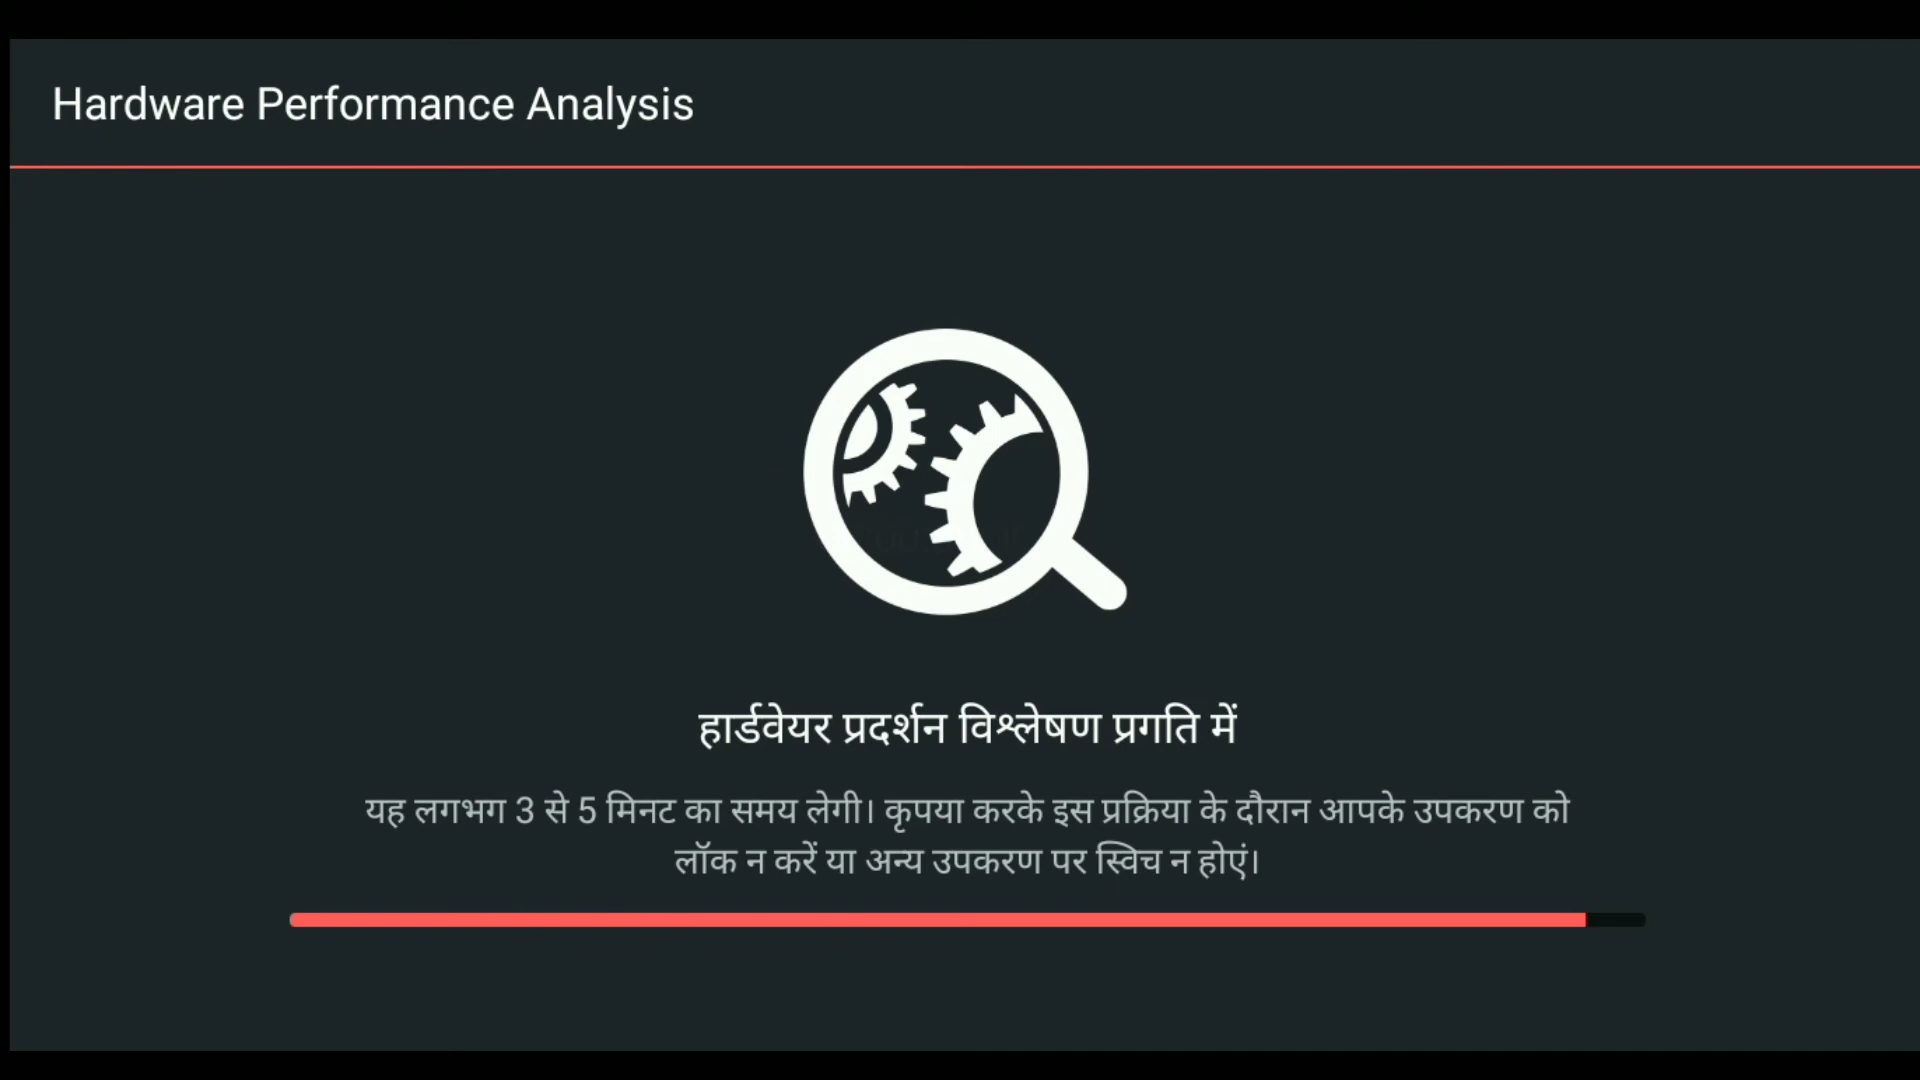 Hardware Performance Analysis
हार्डवेयर प्रदर्शन विश्लेषण प्रगति में
यह लगभग 3 से 5 मिनट का समय लेगी। कृपया करके इस प्रक्रिया के दौरान आपके उपकरण को
लॉक न करें या अन्य उपकरण पर स्विच न होएं।